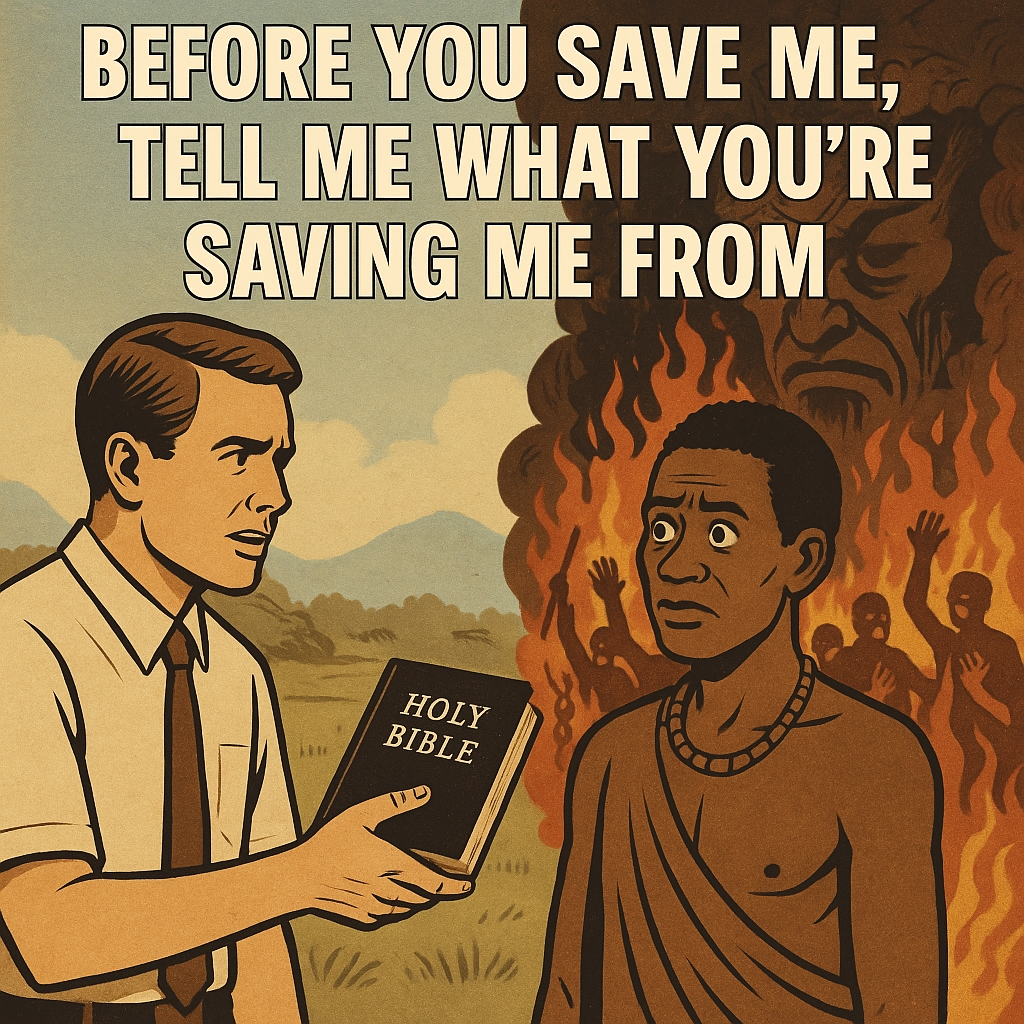 BEFORE YOU SAVE ME,
TELL ME WHAT YOU’RE
SAVING ME FROM
HOLY
BIBLE